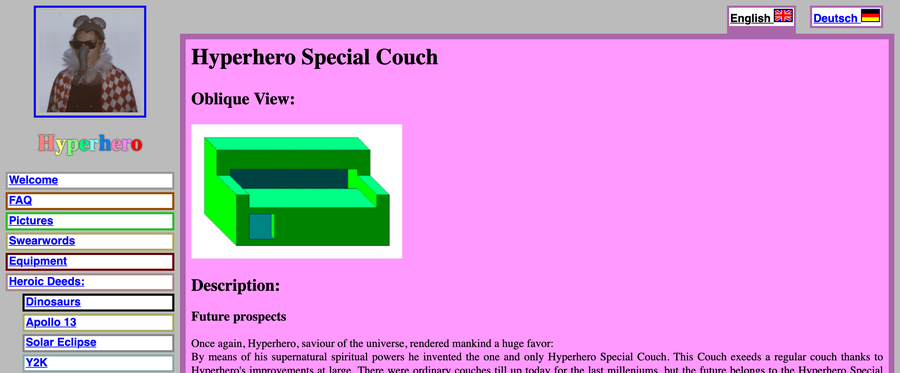 English
Deutsch
Hyperhero
Welcome
FAQ
Pictures
Swearwords
Equipment
Heroic Deeds:
Dinosaurs
Apollo 13
Solar Eclipse
Y2K
Hyperhero Special Couch
Oblique View:
Description:
Future prospects
Once again, Hyperhero, saviour of the universe, rendered mankind a huge favor:
By means of his supernatural spiritual powers he invented the one and only Hyperhero Special Couch. This Couch exeeds a regular couch thanks to
Hyperhero's improvements at large. There were ordinary couches till up today for the last milleniums, but the future belongs to the Hyperhero Special